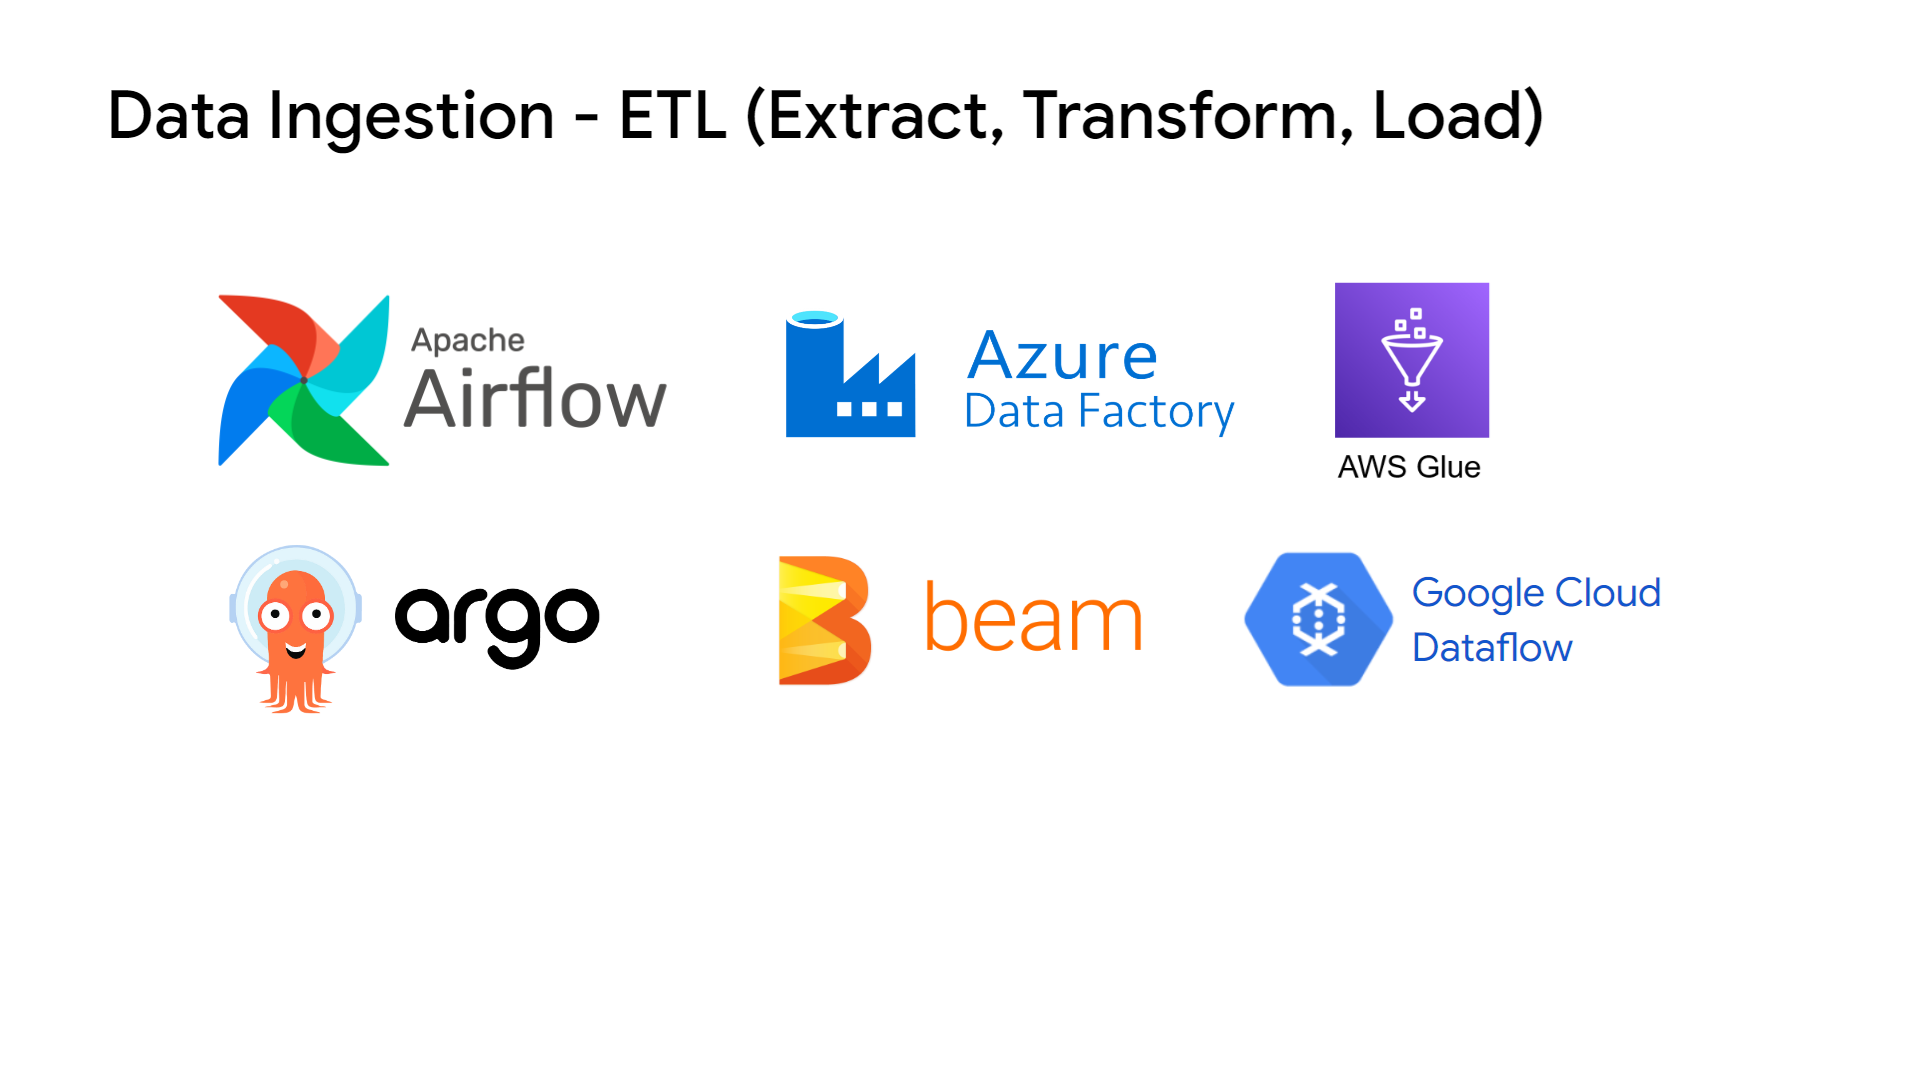 Data Ingestion - ETL (Extract, Transform, Load)
Apache
Airflow
Azure
Data Factory
AWS Glue
argo
beam
Google Cloud
Dataflow